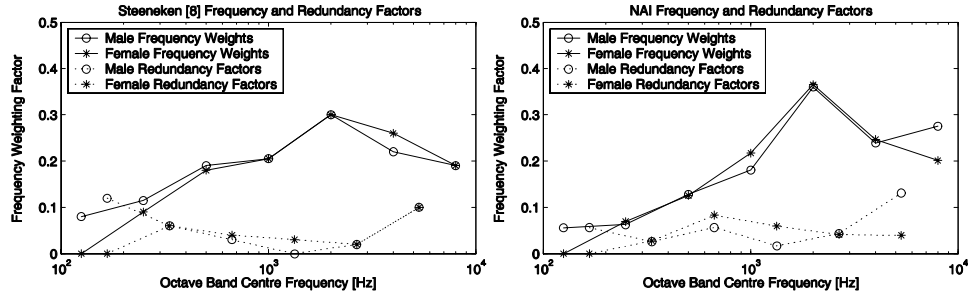 Steeneken [8] Frequency and Redundancy Factors
0.5
0.4
0.3
0.2
0.1
0
Frequency Weighting Factor
Male Frequency Weights
Female Frequency Weights
Male Redundancy Factors
Female Redundancy Factors
10^2
10^3
10^4
Octave Band Centre Frequency [Hz]
NAI Frequency and Redundancy Factors
0.5
0.4
0.3
0.2
0.1
0
Frequency Weighting Factor
Male Frequency Weights
Female Frequency Weights
Male Redundancy Factors
Female Redundancy Factors
10^2
10^3
10^4
Octave Band Centre Frequency [Hz]